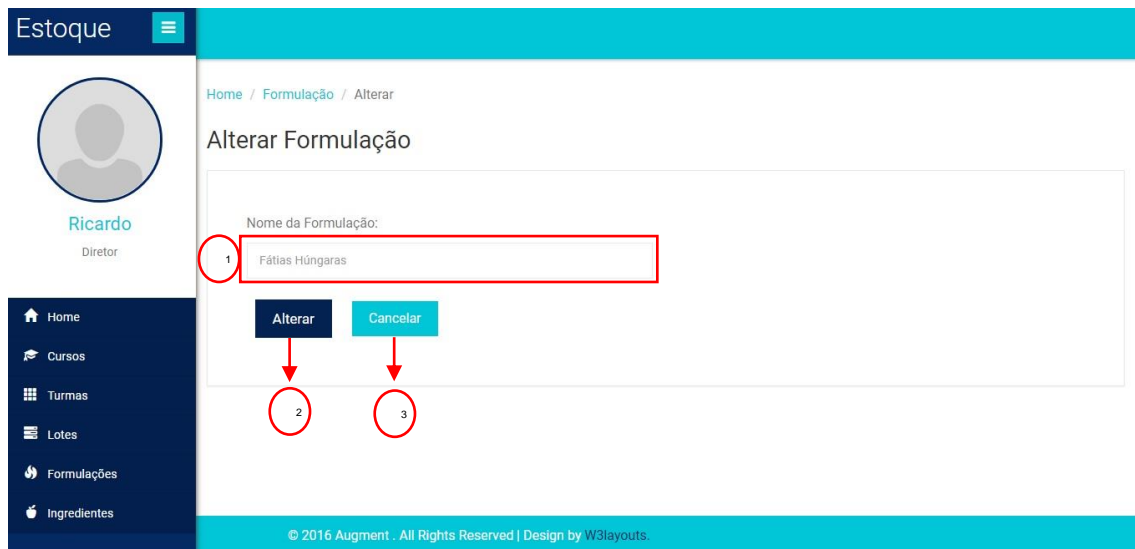 Estoque
Home / Formulação / Alterar
Alterar Formulação
Ricardo
Diretor
Nome da Formulação:
1
Fátias Húngaras
Alterar
Cancelar
2
3
Home
Cursos
Turmas
Lotes
Formulações
Ingredientes
© 2016 Augment . All Rights Reserved | Design by W3layouts.